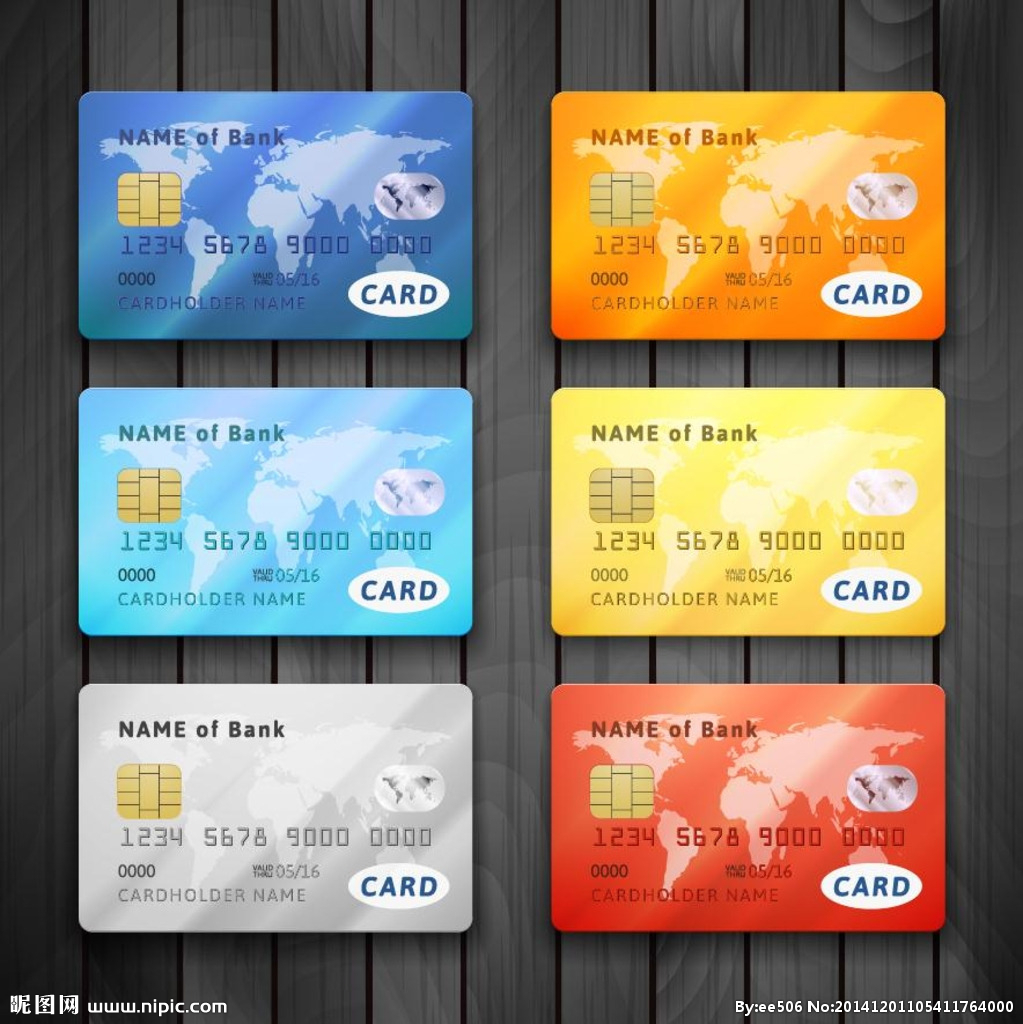 NAME of Bank
1234 5678 9000 0000
0000 VALID THRU 05/16
CARDHOLDER NAME
CARD
NAME of Bank
1234 5678 9000 0000
0000 VALID THRU 05/16
CARDHOLDER NAME
CARD
NAME of Bank
1234 5678 9000 0000
0000 VALID THRU 05/16
CARDHOLDER NAME
CARD
NAME of Bank
1234 5678 9000 0000
0000 VALID THRU 05/16
CARDHOLDER NAME
CARD
NAME of Bank
1234 5678 9000 0000
0000 VALID THRU 05/16
CARDHOLDER NAME
CARD
NAME of Bank
1234 5678 9000 0000
0000 VALID THRU 05/16
CARDHOLDER NAME
CARD
昵图网 www.nipic.com
By:ee506 No:20141201105411764000